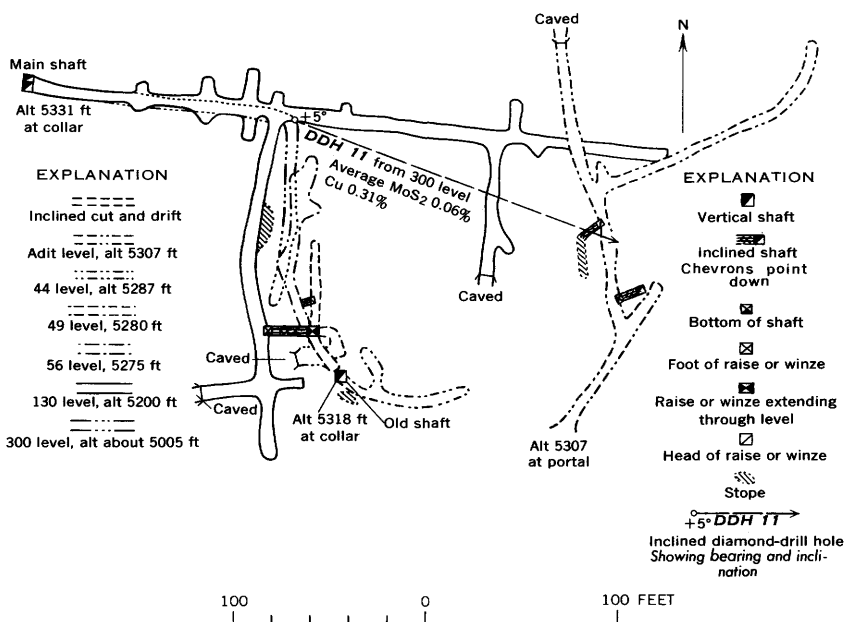 Caved
N
Main shaft
Alt 5331 ft
at collar
+5°
DDH 11 from 300 level
Average MoS2 0.06%
Cu 0.31%
EXPLANATION
Inclined cut and drift
Adit level, alt 5307 ft
44 level, alt 5287 ft
49 level, 5280 ft
56 level, 5275 ft
130 level, alt 5200 ft
300 level, alt about 5005 ft
Caved
Caved
Caved
Alt 5318 ft
at collar
Old shaft
Alt 5307
at portal
EXPLANATION
Vertical shaft
Inclined shaft
Chevrons point
down
Bottom of shaft
Foot of raise or winze
Raise or winze extending
through level
Head of raise or winze
Stope
+5° DDH 11
Inclined diamond-drill hole
Showing bearing and incli-
nation
100 0 100 FEET